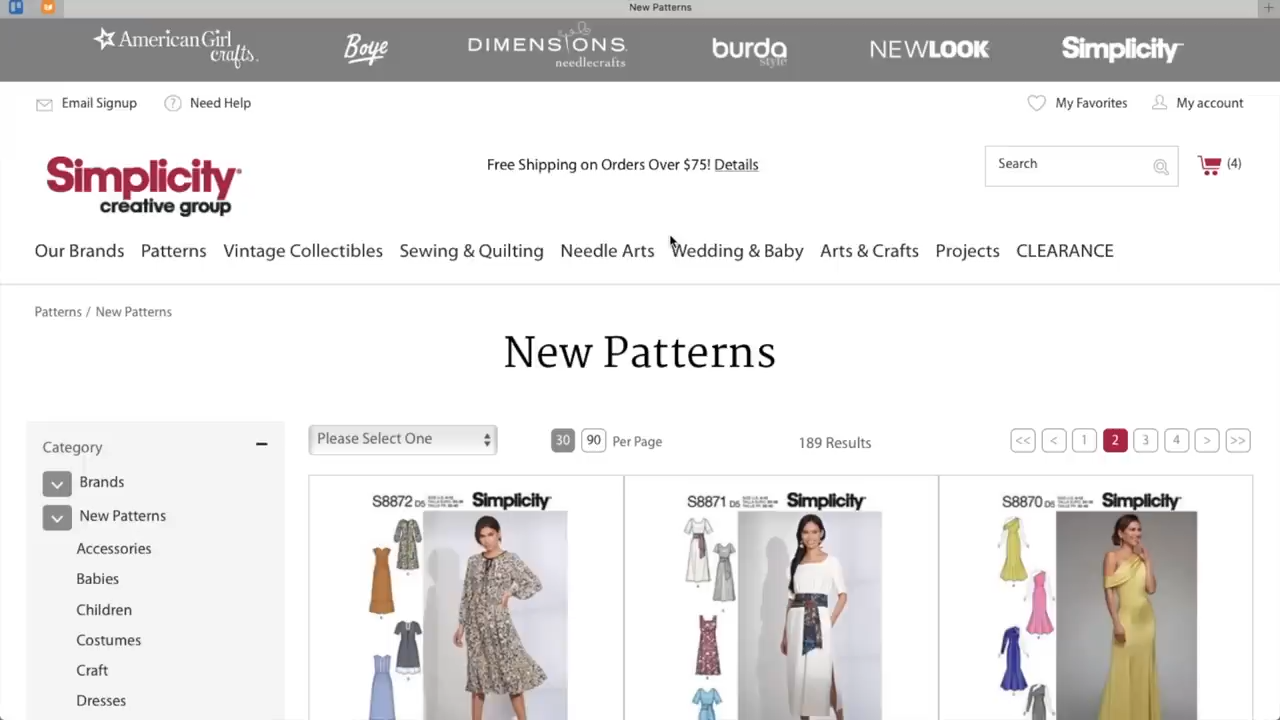 New Patterns
American Girl crafts
Boye
DIMENSIONS needlecrafts
burda style
NEWLOOK
Simplicity
Email Signup
Need Help
My Favorites
My account
Simplicity creative group
Free Shipping on Orders Over $75! Details
Search
(4)
Our Brands Patterns Vintage Collectibles Sewing & Quilting Needle Arts Wedding & Baby Arts & Crafts Projects CLEARANCE
Patterns / New Patterns
New Patterns
Category
Please Select One
30 90 Per Page
189 Results
<< < 1 2 3 4 > >>
Brands
New Patterns
Accessories
Babies
Children
Costumes
Craft
Dresses
S8872 D5 Simplicity
S8871 D5 Simplicity
S8870 D5 Simplicity